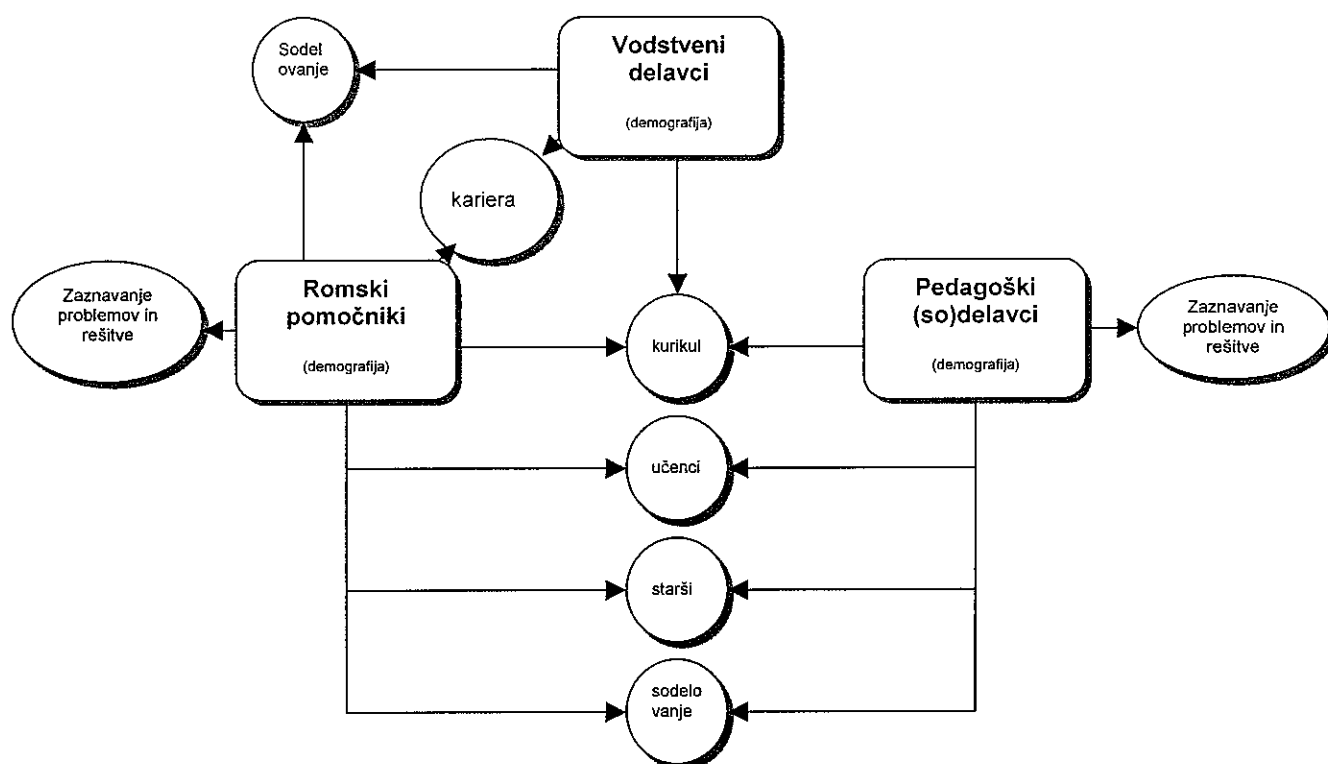 Sodel
ovanje
Vodstveni
delavci
(demografija)
kariera
Zaznavanje
problemov in
rešitve
Romski
pomočniki
(demografija)
kurikul
Pedagoški
(so)delavci
(demografija)
Zaznavanje
problemov in
rešitve
učenci
starši
sodelo
vanje